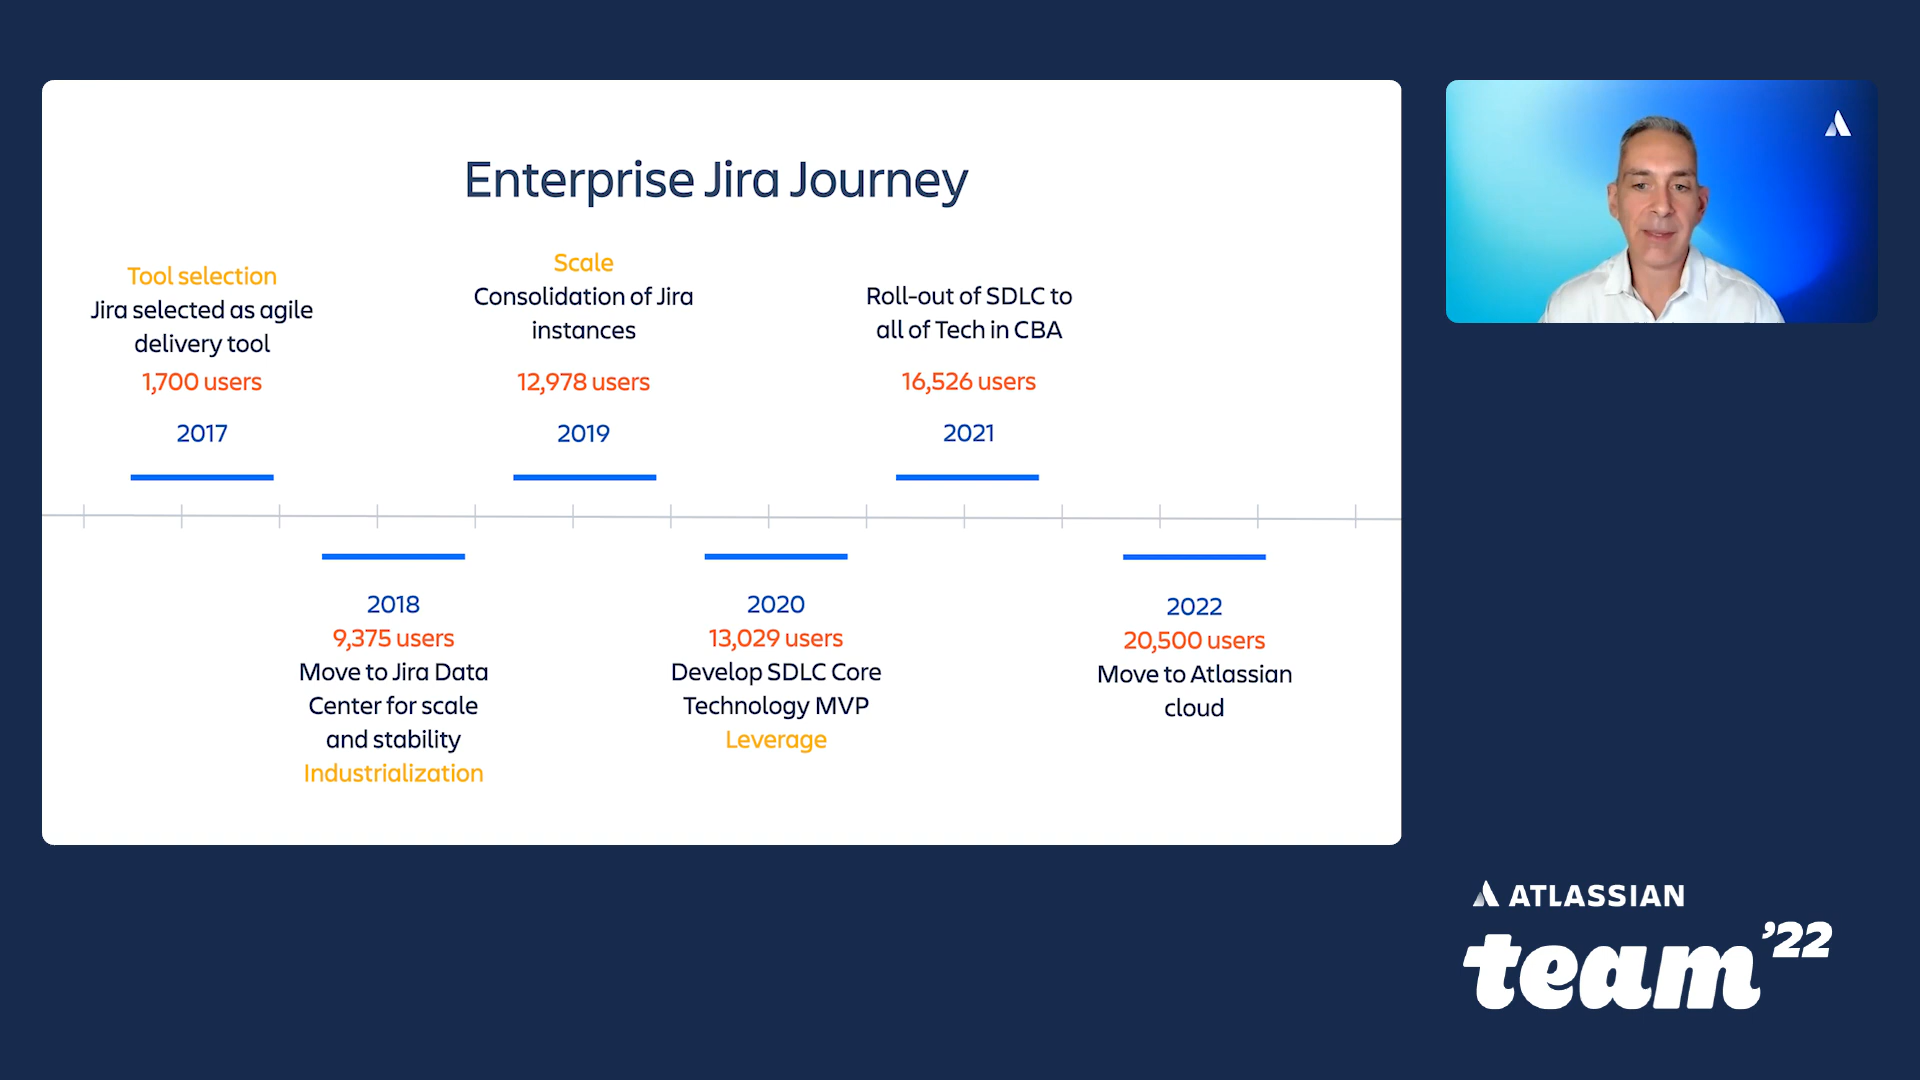 Enterprise Jira Journey
Tool selection
Jira selected as agile
delivery tool
1,700 users
2017
Scale
Consolidation of Jira
instances
12,978 users
2019
Roll-out of SDLC to
all of Tech in CBA
16,526 users
2021
2018
9,375 users
Move to Jira Data
Center for scale
and stability
Industrialization
2020
13,029 users
Develop SDLC Core
Technology MVP
Leverage
2022
20,500 users
Move to Atlassian
cloud
ATLASSIAN
team '22